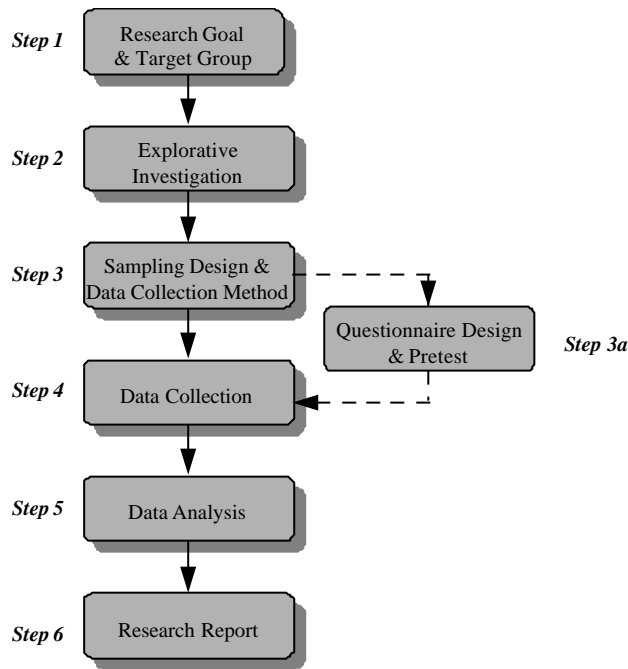 Step 1
Research Goal
& Target Group
Step 2
Explorative
Investigation
Step 3
Sampling Design &
Data Collection Method
Questionnaire Design
& Pretest
Step 3a
Step 4
Data Collection
Step 5
Data Analysis
Step 6
Research Report